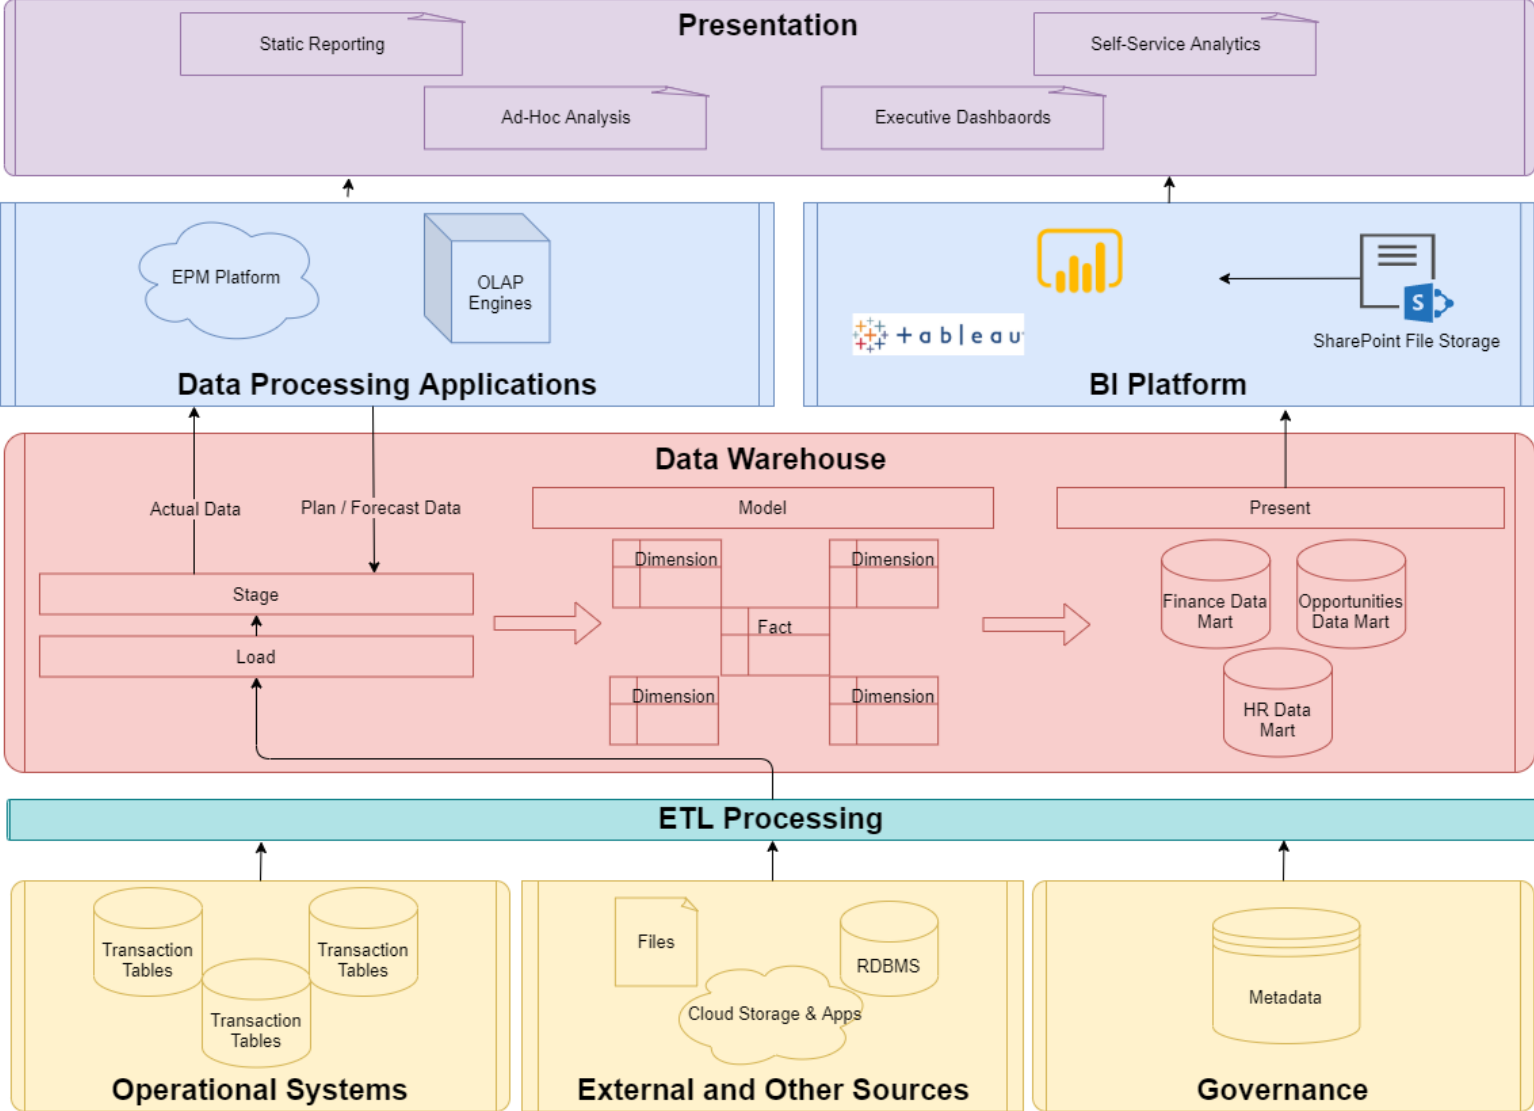 Presentation
Static Reporting
Self-Service Analytics
Ad-Hoc Analysis
Executive Dashbaords
EPM Platform
OLAP
Engines
Data Processing Applications
+ableau
S
SharePoint File Storage
BI Platform
Data Warehouse
Actual Data
Plan / Forecast Data
Stage
Load
Model
Dimension
Dimension
Fact
Dimension
Dimension
Present
Finance Data
Mart
Opportunities
Data Mart
HR Data
Mart
ETL Processing
Transaction
Tables
Transaction
Tables
Transaction
Tables
Operational Systems
Files
RDBMS
Cloud Storage & Apps
External and Other Sources
Metadata
Governance